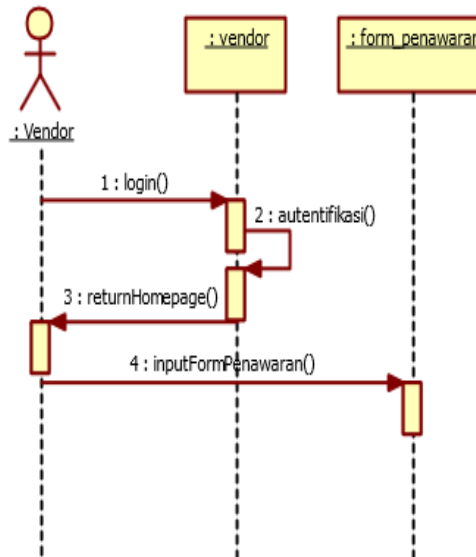 : Vendor
: vendor
: form_penawaran
1 : login()
2 : autentifikasi()
3 : returnHomepage()
4 : inputFormPenawaran()